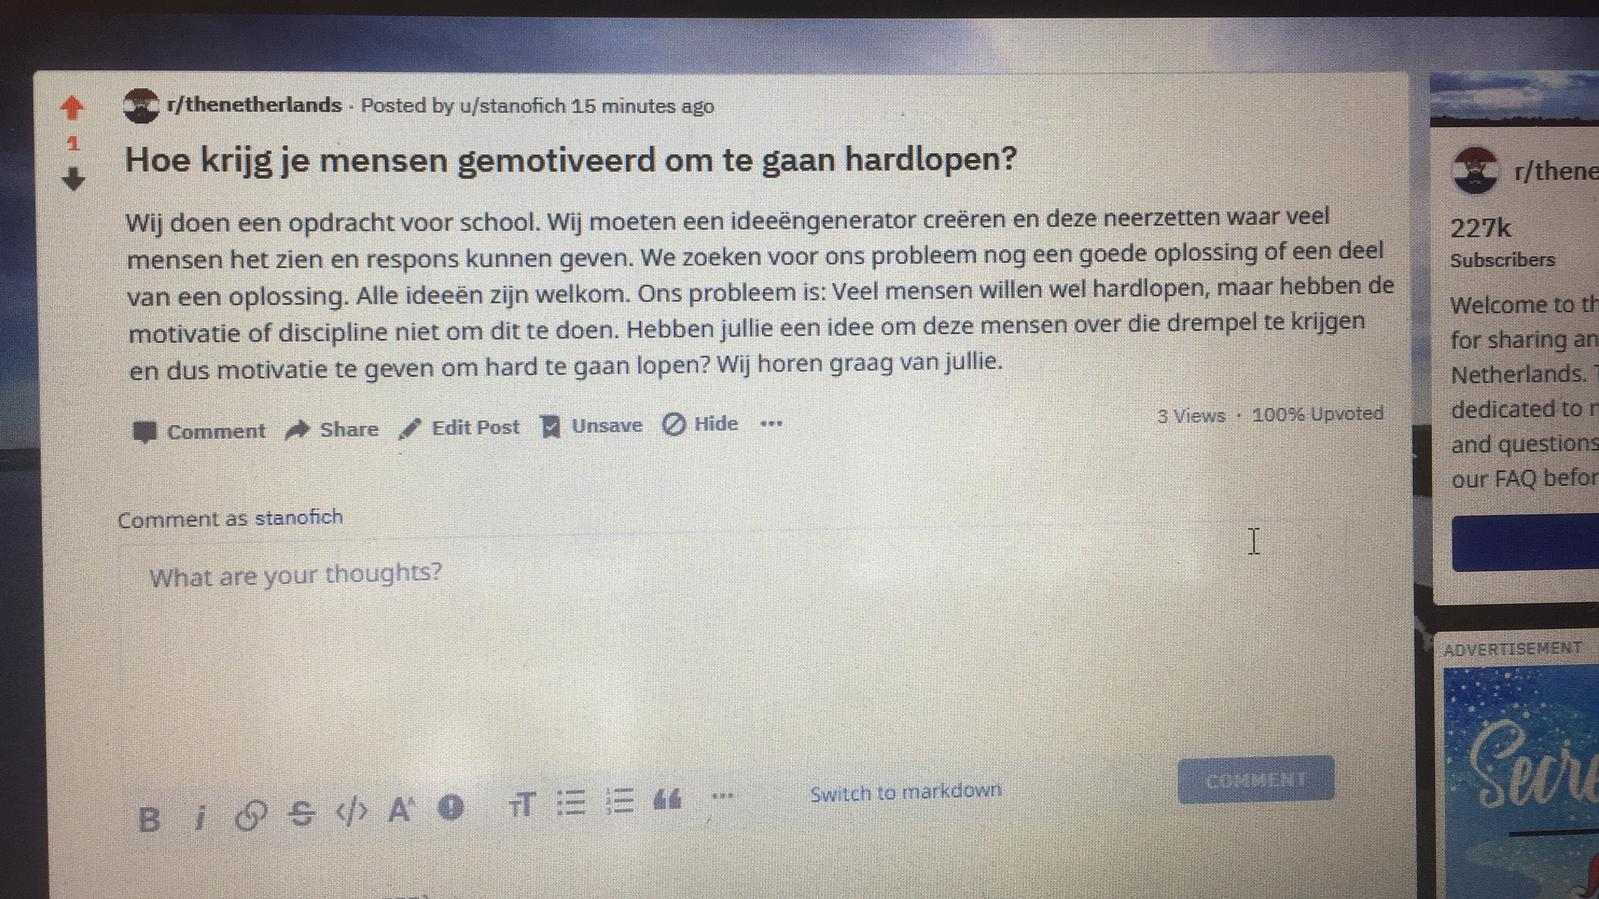 r/thenetherlands · Posted by u/stanofich 15 minutes ago
1
Hoe krijg je mensen gemotiveerd om te gaan hardlopen?
Wij doen een opdracht voor school. Wij moeten een ideeëngenerator creëren en deze neerzetten waar veel
mensen het zien en respons kunnen geven. We zoeken voor ons probleem nog een goede oplossing of een deel
van een oplossing. Alle ideeën zijn welkom. Ons probleem is: Veel mensen willen wel hardlopen, maar hebben de
motivatie of discipline niet om dit te doen. Hebben jullie een idee om deze mensen over die drempel te krijgen
en dus motivatie te geven om hard te gaan lopen? Wij horen graag van jullie.
Comment Share Edit Post Unsave Hide ···
3 Views · 100% Upvoted
Comment as stanofich
What are your thoughts?
Switch to markdown
COMMENT
r/thene
227k
Subscribers
Welcome to th
for sharing an
Netherlands. T
dedicated to r
and questions
our FAQ befor
ADVERTISEMENT
Secre